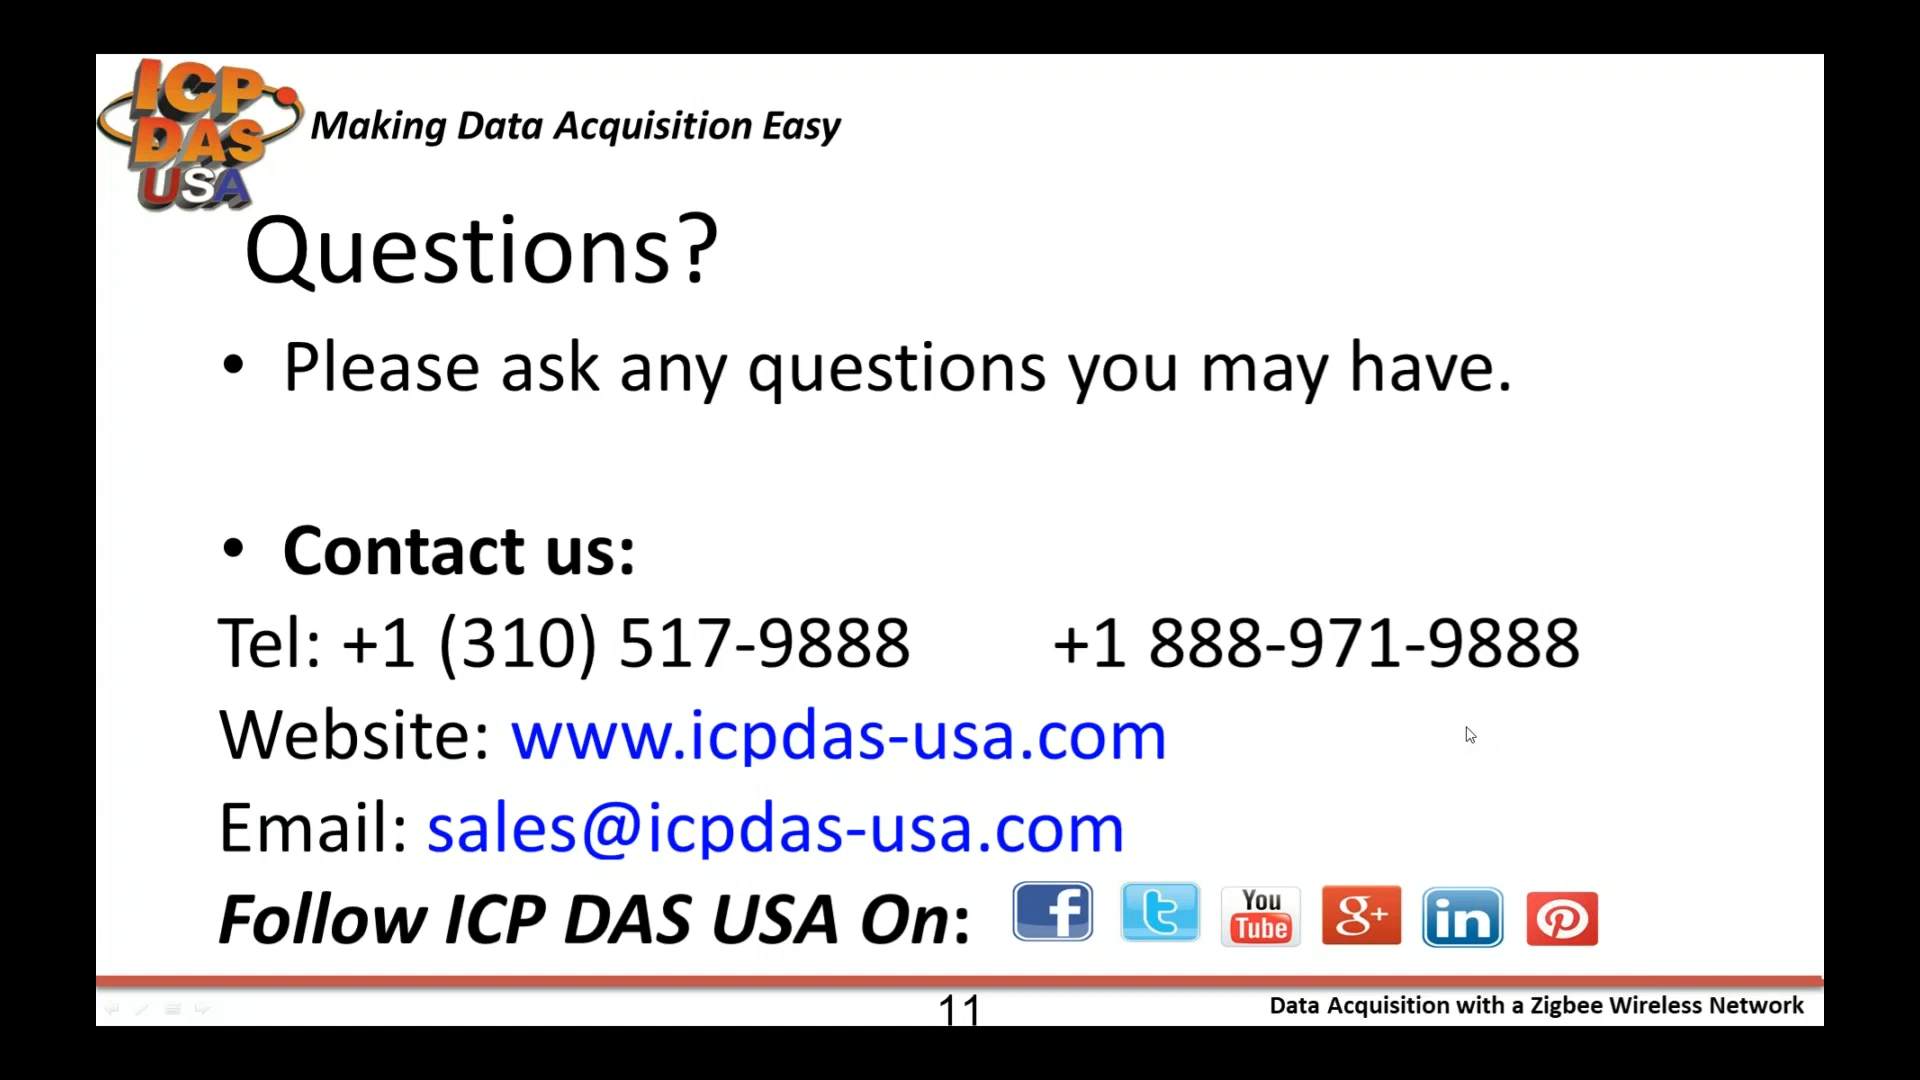 ICP
DAS
USA
Making Data Acquisition Easy
Questions?
• Please ask any questions you may have.
• Contact us:
Tel: +1 (310) 517-9888 +1 888-971-9888
Website: www.icpdas-usa.com
Email: sales@icpdas-usa.com
Follow ICP DAS USA On: f t You Tube g+ in p
11
Data Acquisition with a Zigbee Wireless Network